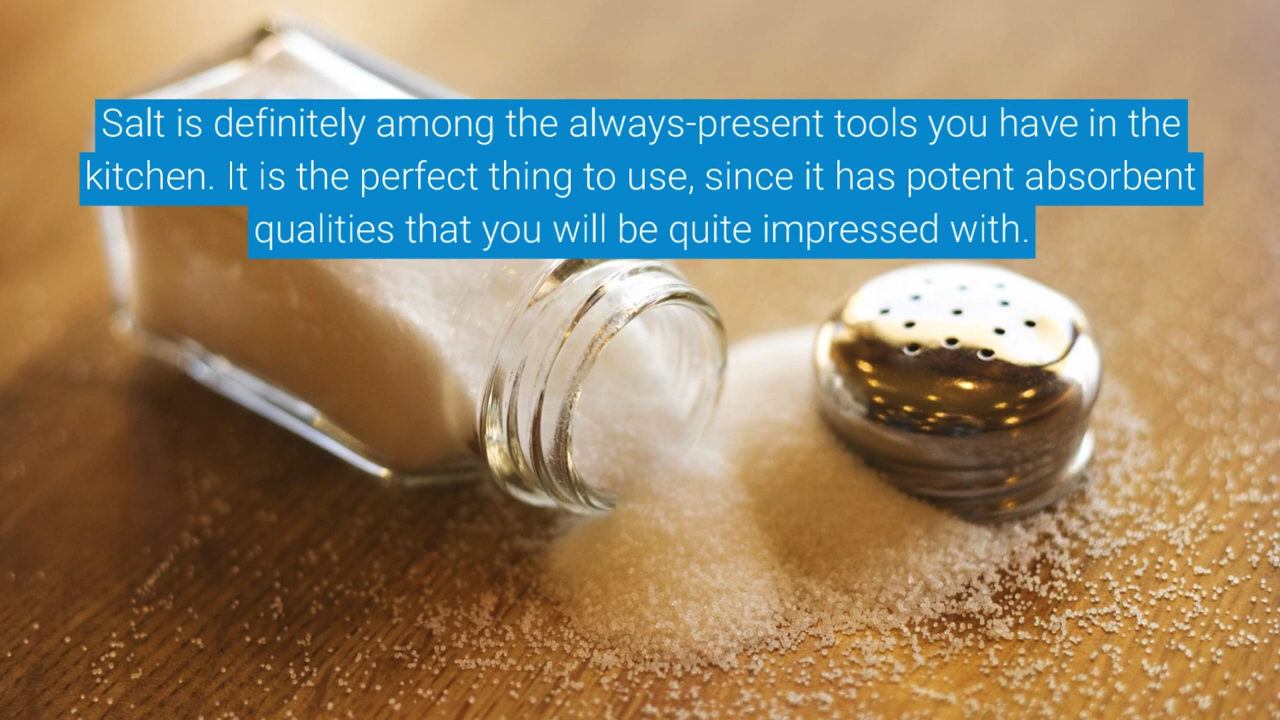 Salt is definitely among the always-present tools you have in the
kitchen. It is the perfect thing to use, since it has potent absorbent
qualities that you will be quite impressed with.